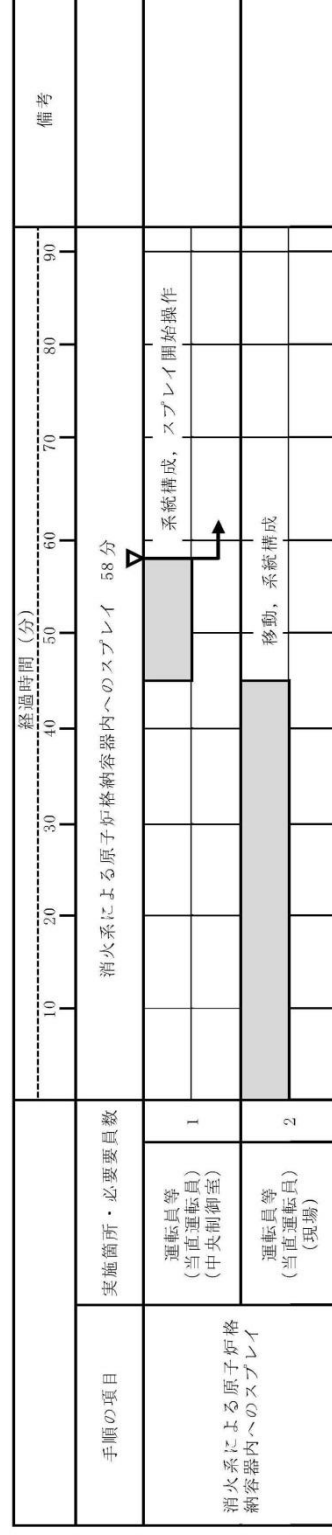 経過時間（分）
備考
10 20 30 40 50 60 70 80 90
手順の項目
実施箇所・必要要員数
消火系による原子炉格納容器内へのスプレイ 58 分
消火系による原子炉格
納容器内へのスプレイ
運転員等
(当直運転員)
(中央制御室)
1
系統構成，スプレイ開始操作
運転員等
(当直運転員)
(現場)
2
移動，系統構成